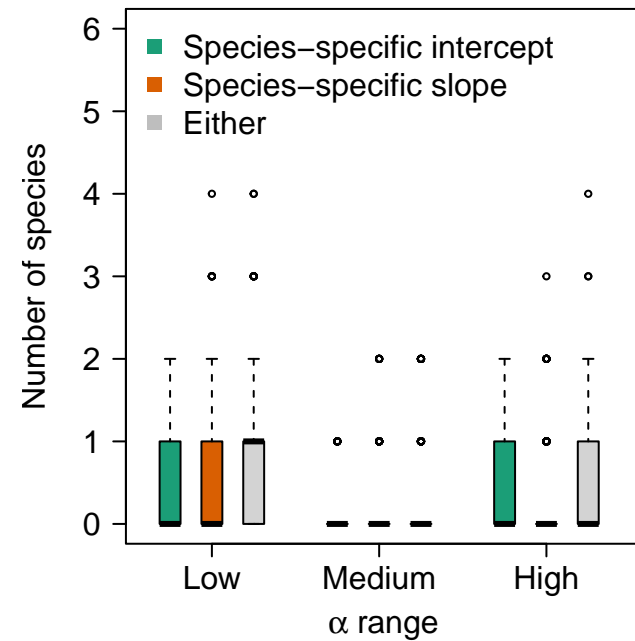 Number of species
6
5
4
3
2
1
0
Species−specific intercept
Species−specific slope
Either
Low Medium High
α range